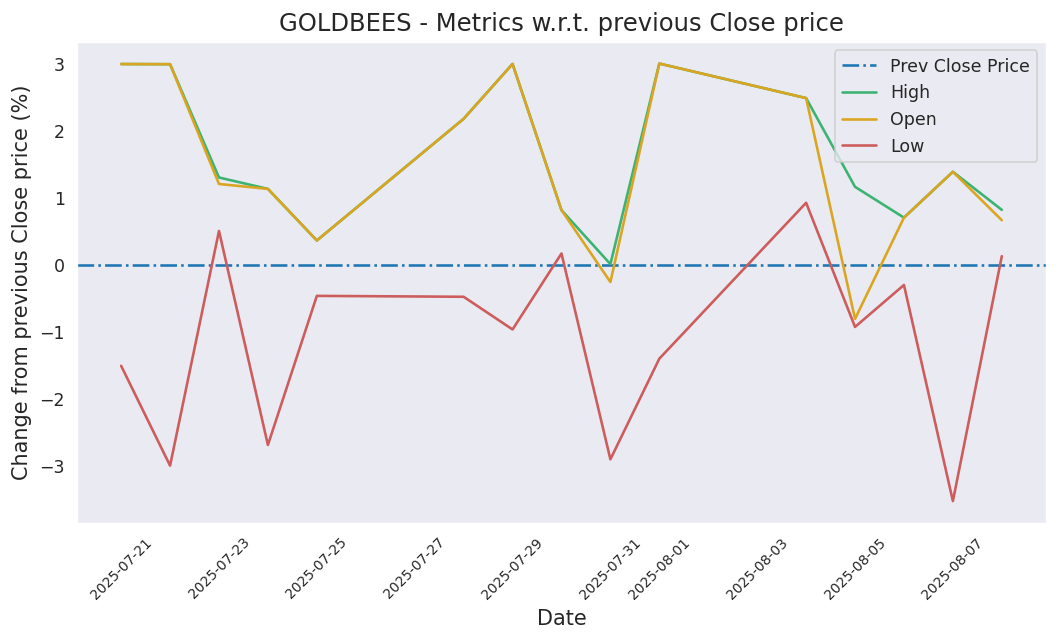 GOLDBEES - Metrics w.r.t. previous Close price
Change from previous Close price (%)
3
2
1
0
−1
−2
−3
Prev Close Price
High
Open
Low
2025-07-21
2025-07-23
2025-07-25
2025-07-27
2025-07-29
2025-07-31
2025-08-01
2025-08-03
2025-08-05
2025-08-07
Date